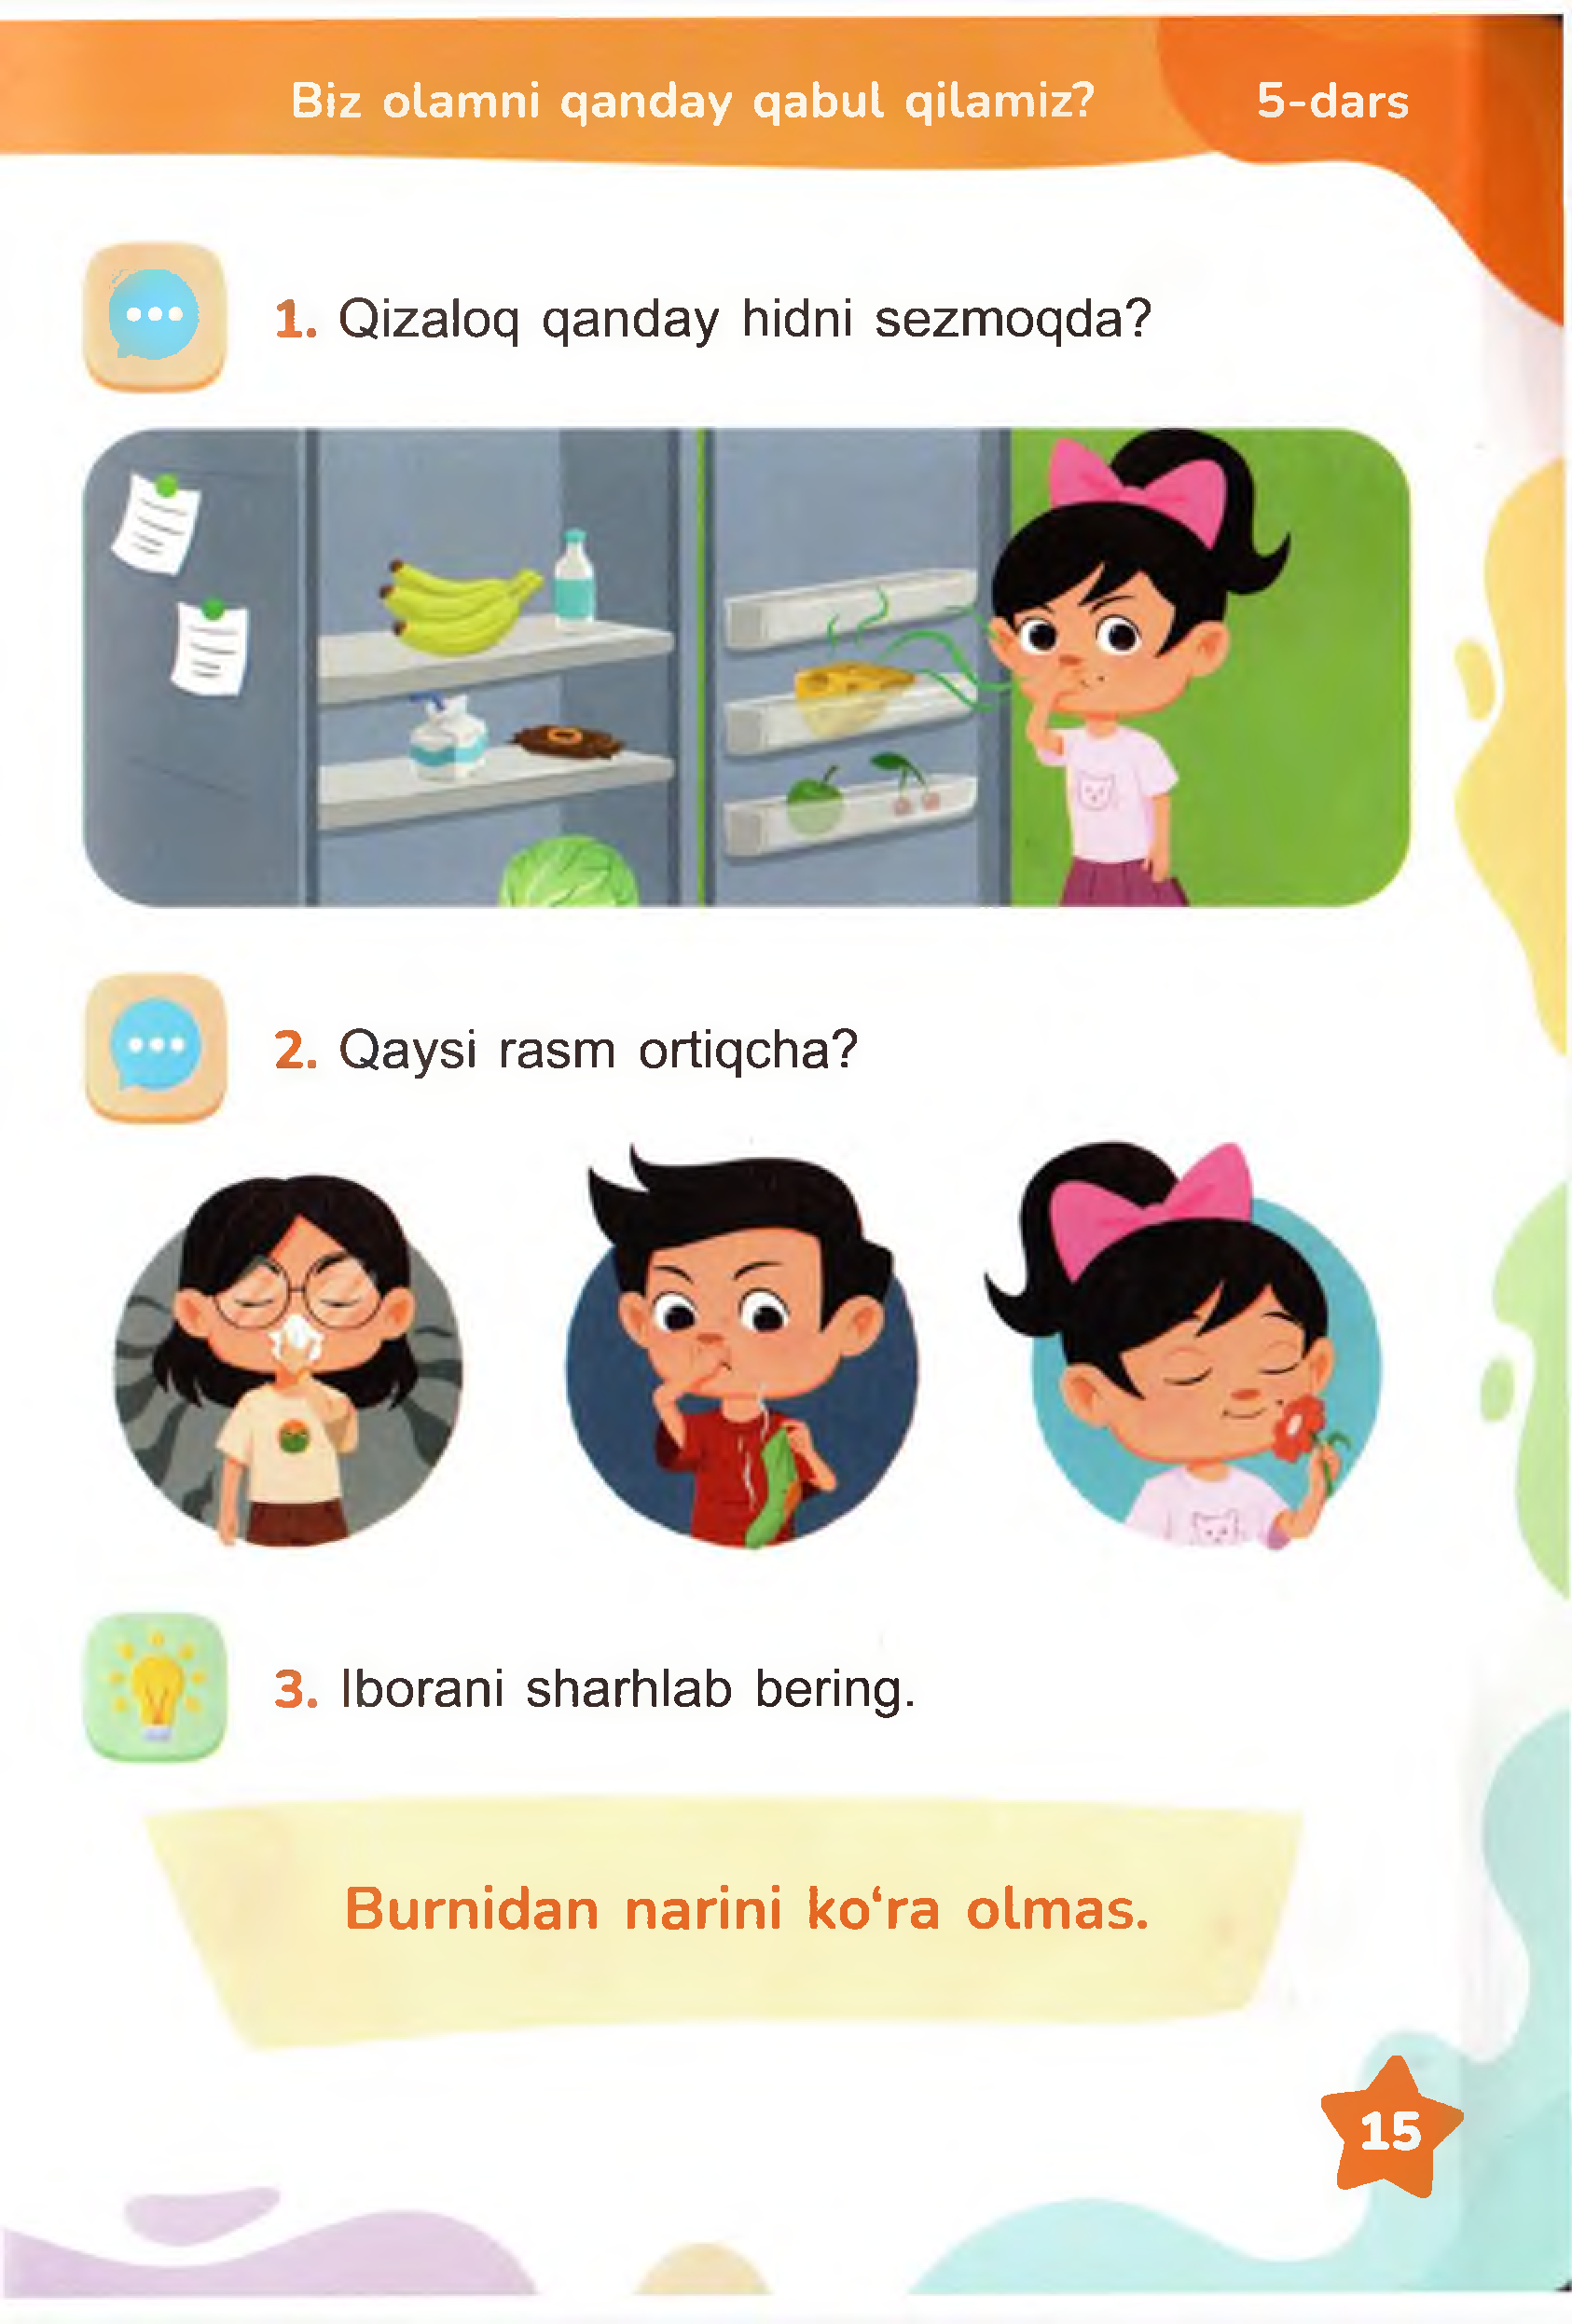 Biz olamni qanday qabul qilamiz?
5-dars
1. Qizaloq qanday hidni sezmoqda?
2. Qaysi rasm ortiqcha?
3. Iborani sharhlab bering.
Burnidan narini ko‘ra olmas.
15